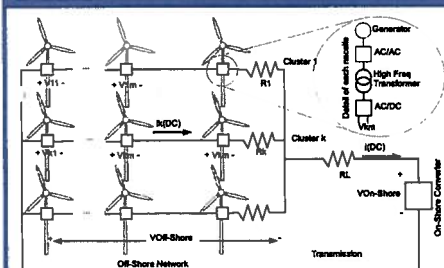 Generator
AC/AC
High Freq
Transformer
AC/DC
Vkm
Detail of each nacelle
Cluster 1
+ V11 -
R1
Ik(DC)
Cluster k
+ Vk1 -
Rk
I(DC)
RL
+
VOn-Shore
-
On-Shore Converter
+ VOff-Shore -
Off-Shore Network
Transmission